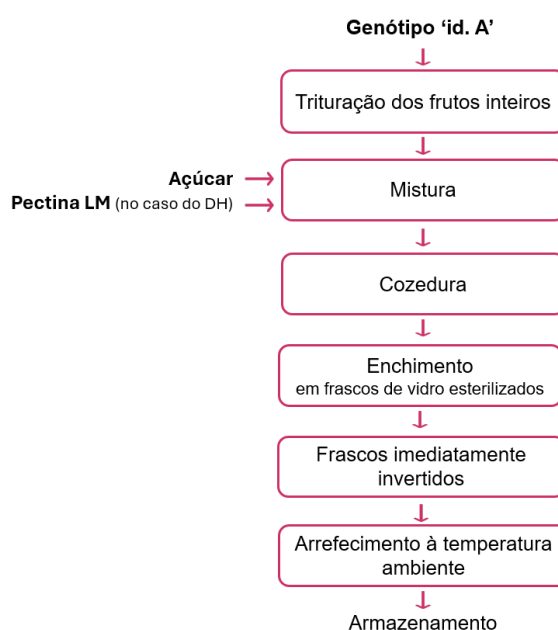 Genótipo ‘id. A’
Trituração dos frutos inteiros
Açúcar
Pectina LM (no caso do DH)
Mistura
Cozedura
Enchimento
em frascos de vidro esterilizados
Frascos imediatamente
invertidos
Arrefecimento à temperatura
ambiente
Armazenamento